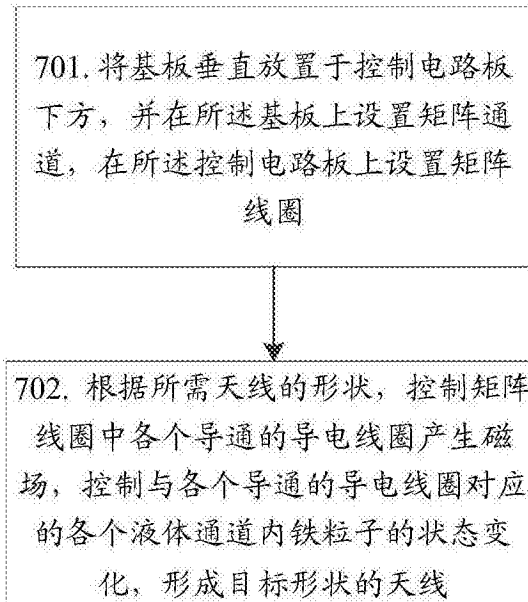 701. 将基板垂直放置于控制电路板
下方，并在所述基板上设置矩阵通
道，在所述控制电路板上设置矩阵
线圈
702. 根据所需天线的形状，控制矩阵
线圈中各个导通的导电线圈产生磁
场，控制与各个导通的导电线圈对应
的各个液体通道内铁粒子的状态变
化，形成目标形状的天线